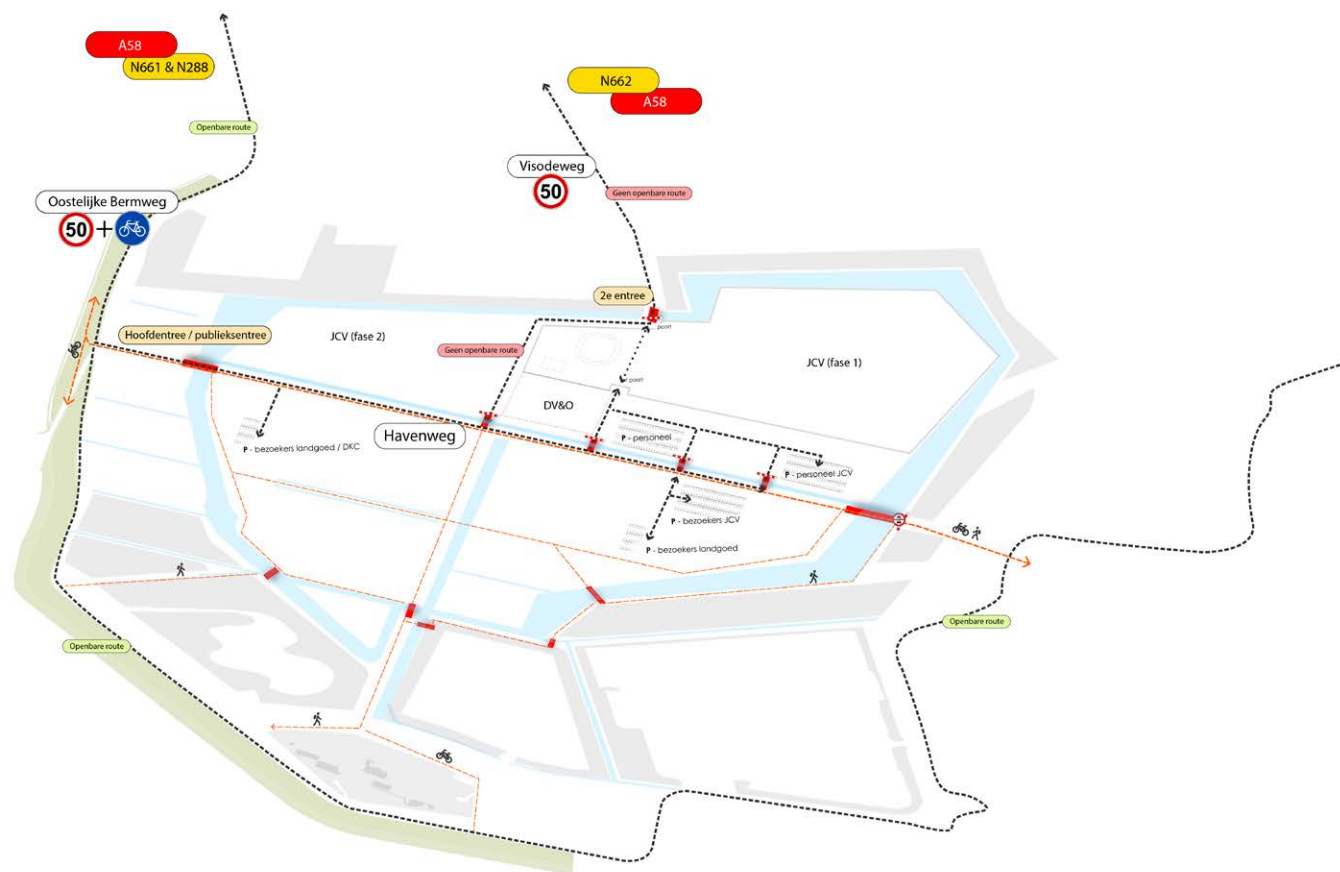 A58
N661 & N288
N662
A58
Openbare route
Visodeweg
50
Geen openbare route
Oostelijke Bermweg
50 +
2e entree
poort
Hoofdentree / publieksentree
JCV (fase 2)
Geen openbare route
JCV (fase 1)
poort
DV&O
Havenweg
P - personeel
P - bezoekers landgoed / DKC
P - personeel JCV
P - bezoekers JCV
P - bezoekers landgoed
Openbare route
Openbare route